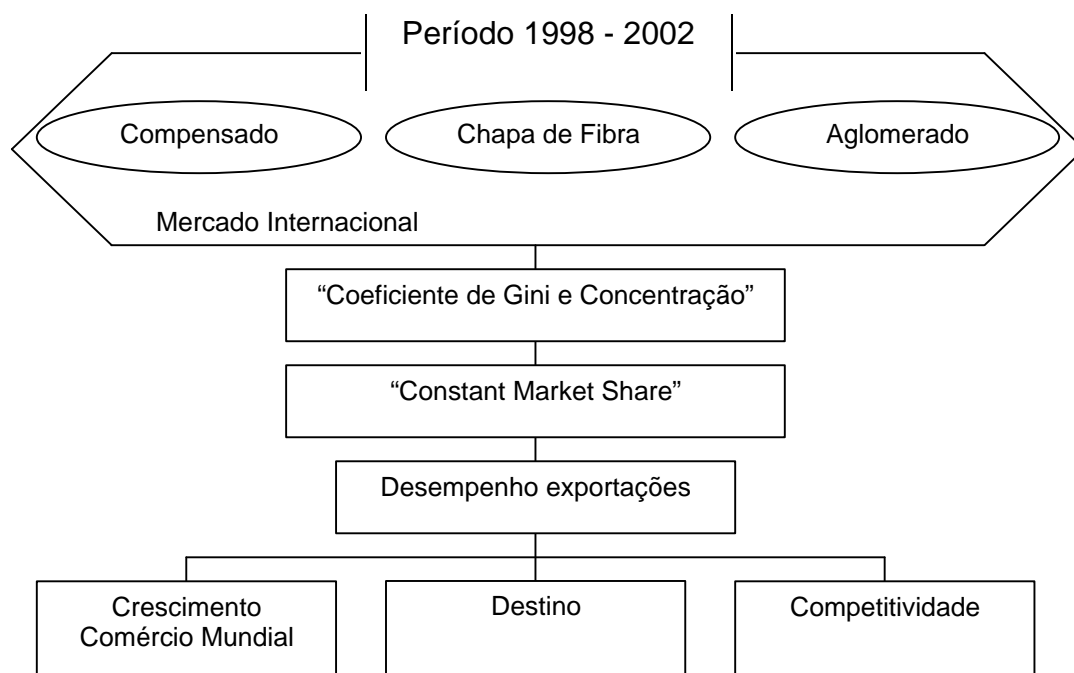 Período 1998 - 2002
Compensado
Chapa de Fibra
Aglomerado
Mercado Internacional
“Coeficiente de Gini e Concentração”
“Constant Market Share”
Desempenho exportações
Crescimento
Comércio Mundial
Destino
Competitividade